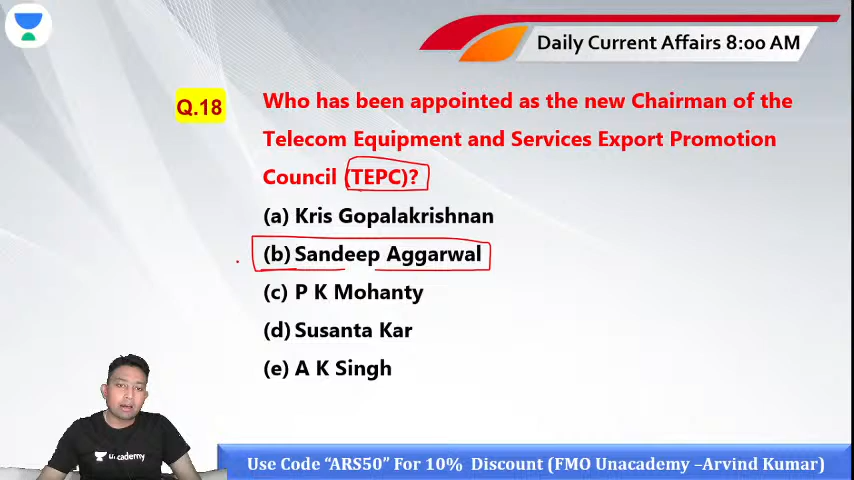 Daily Current Affairs 8:00 AM
Q.18
Who has been appointed as the new Chairman of the
Telecom Equipment and Services Export Promotion
Council (TEPC)?
(a) Kris Gopalakrishnan
(b) Sandeep Aggarwal
(c) P K Mohanty
(d) Susanta Kar
(e) A K Singh
unacademy
Use Code “ARS50” For 10% Discount (FMO Unacademy –Arvind Kumar)